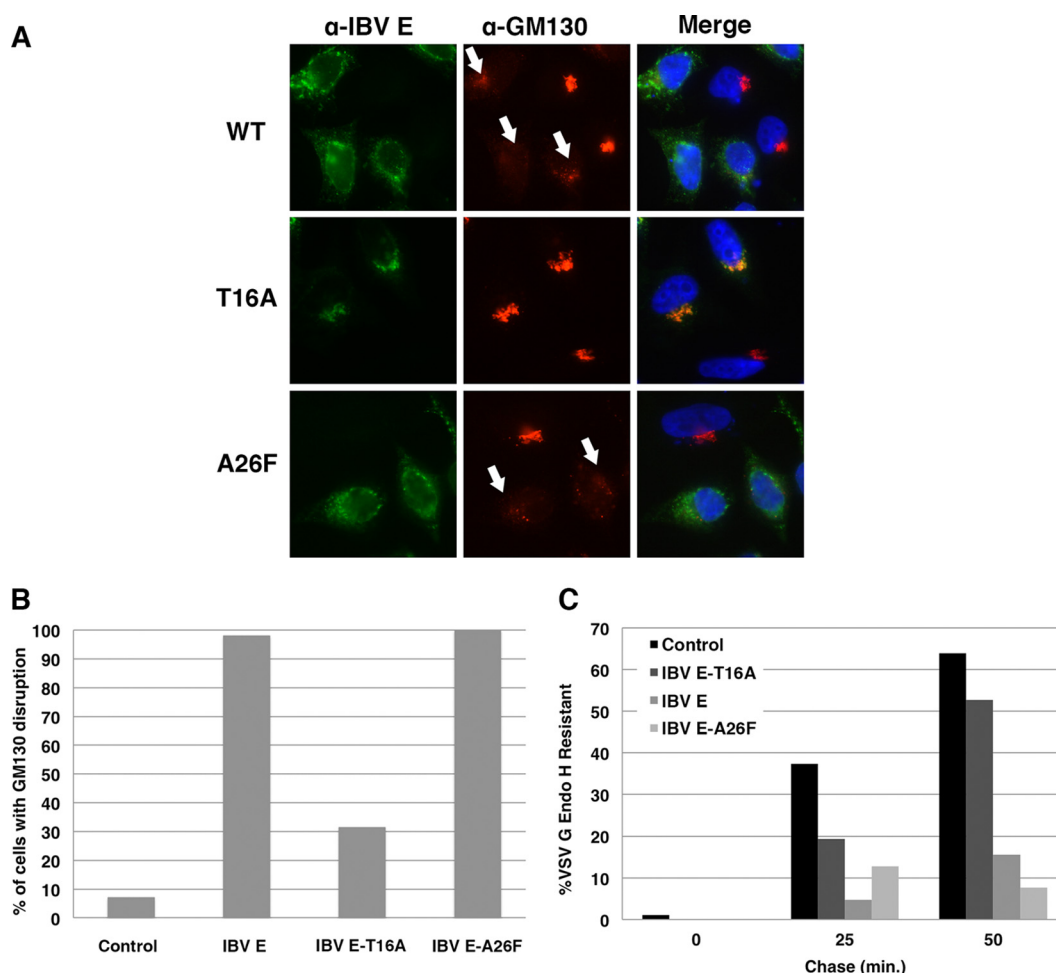 A
α-IBV E
α-GM130
Merge
WT
T16A
A26F
B
% of cells with GM130 disruption
100
90
80
70
60
50
40
30
20
10
0
Control
IBV E
IBV E-T16A
IBV E-A26F
C
%VSV G Endo H Resistant
70
60
50
40
30
20
10
0
Control
IBV E-T16A
IBV E
IBV E-A26F
0
25
50
Chase (min.)